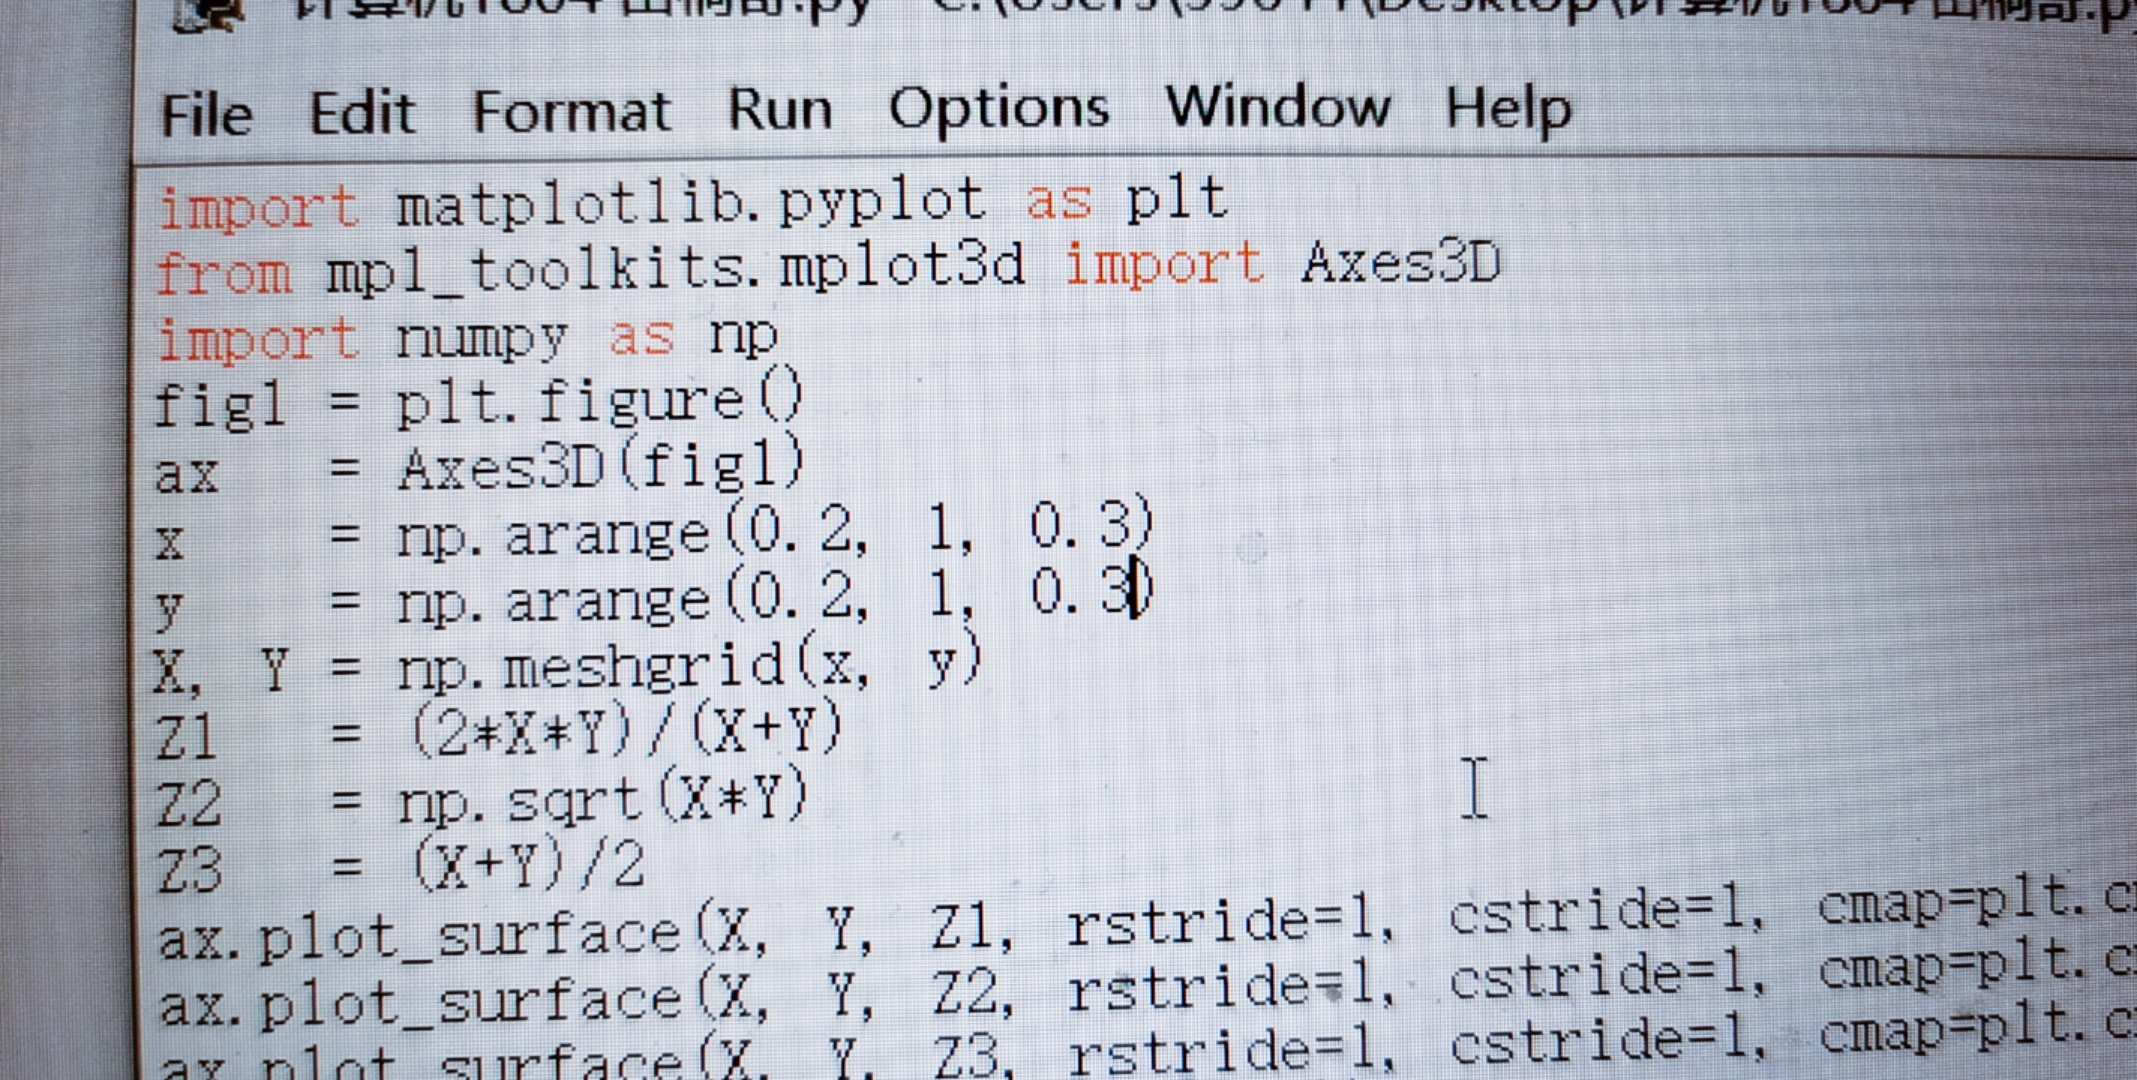 File Edit Format Run Options Window Help
import matplotlib.pyplot as plt
from mpl_toolkits.mplot3d import Axes3D
import numpy as np
fig1 = plt.figure()
ax = Axes3D(fig1)
x = np.arange(0.2, 1, 0.3)
y = np.arange(0.2, 1, 0.3)
X, Y = np.meshgrid(x, y)
Z1 = (2*X*Y)/(X+Y)
Z2 = np.sqrt(X*Y)
Z3 = (X+Y)/2
ax.plot_surface(X, Y, Z1, rstride=1, cstride=1, cmap=plt.c
ax.plot_surface(X, Y, Z2, rstride=1, cstride=1, cmap=plt.c
ax.plot_surface(X, Y, Z3, rstride=1, cstride=1, cmap=plt.c